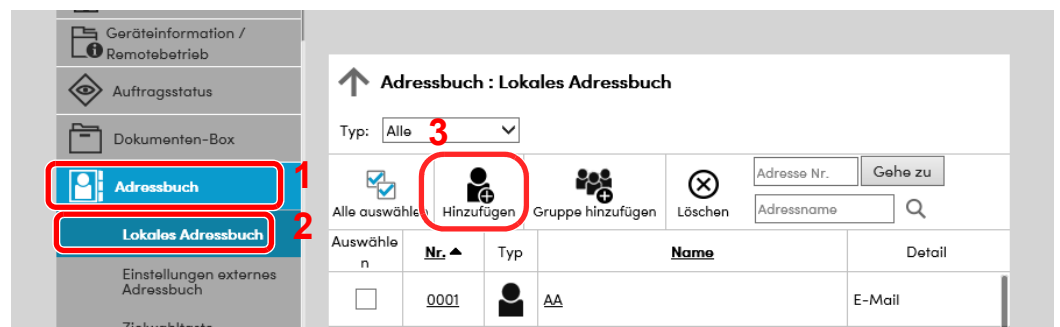 Geräteinformation /
Remotebetrieb
Auftragsstatus
Dokumenten-Box
1
Adressbuch
2
Lokales Adressbuch
Einstellungen externes
Adressbuch
Adressbuch : Lokales Adressbuch
Typ: Alle
3
Alle auswählen Hinzufügen Gruppe hinzufügen Löschen
Adresse Nr. Gehe zu
Adressname
Auswähle
n Nr. Typ Name Detail
0001 AA E-Mail